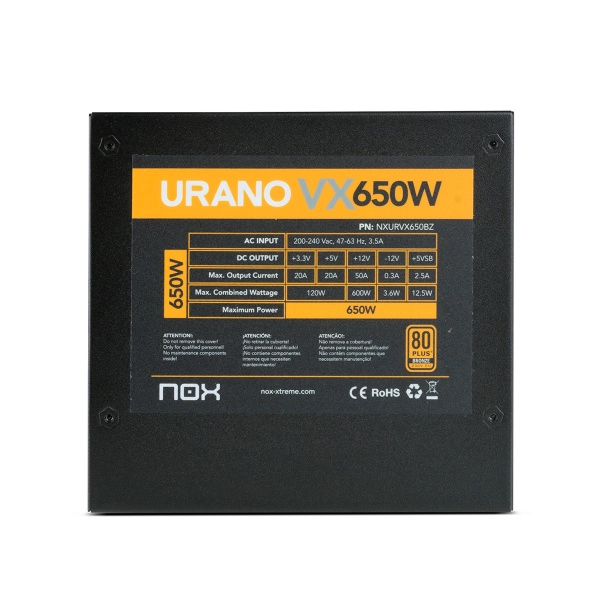 URANO VX650W
PN: NXURVX650BZ
650W
AC INPUT 200-240 Vac, 47-63 Hz, 3.5A
DC OUTPUT +3.3V +5V +12V -12V +5VSB
Max. Output Current 20A 20A 50A 0.3A 2.5A
Max. Combined Wattage 120W 600W 3.6W 12.5W
Maximum Power 650W
ATTENTION:
Do not remove this cover!
Only for qualified personnel!
No maintenance components
inside!
¡ATENCIÓN:
¡No retirar la cubierta!
¡Solo personal cualificado!
¡No contiene componentes
internos que necesitan
mantenimiento!
ATENÇÃO:
Não remova a cobertura!
Apenas para pessoal qualificado!
Não contém componentes
que necessitem manutenção!
80
PLUS
BRONZE
nox
nox-xtreme.com
CE RoHS